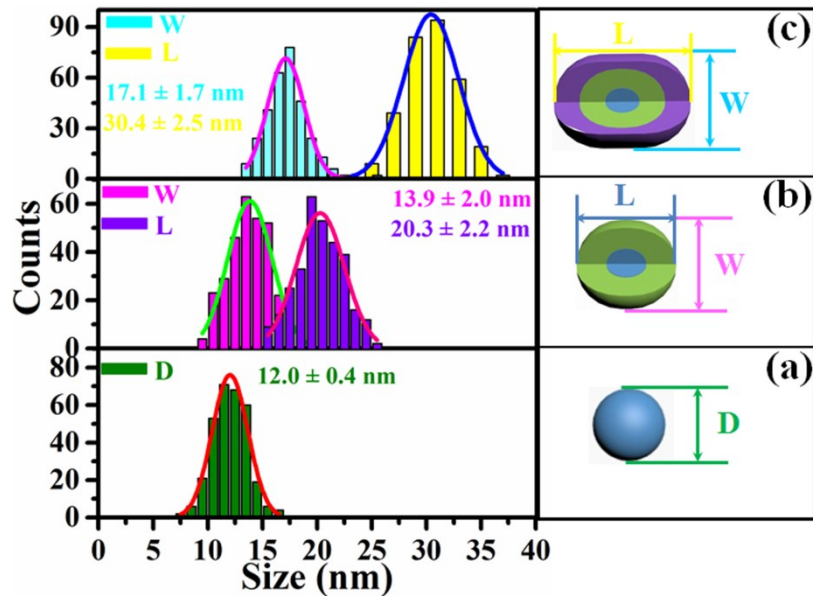 W
L
17.1 ± 1.7 nm
30.4 ± 2.5 nm
90
60
30
0
L
W
(c)
W
L
13.9 ± 2.0 nm
20.3 ± 2.2 nm
60
40
20
0
L
W
(b)
D
12.0 ± 0.4 nm
80
60
40
20
0
D
(a)
Counts
0 5 10 15 20 25 30 35 40
Size (nm)